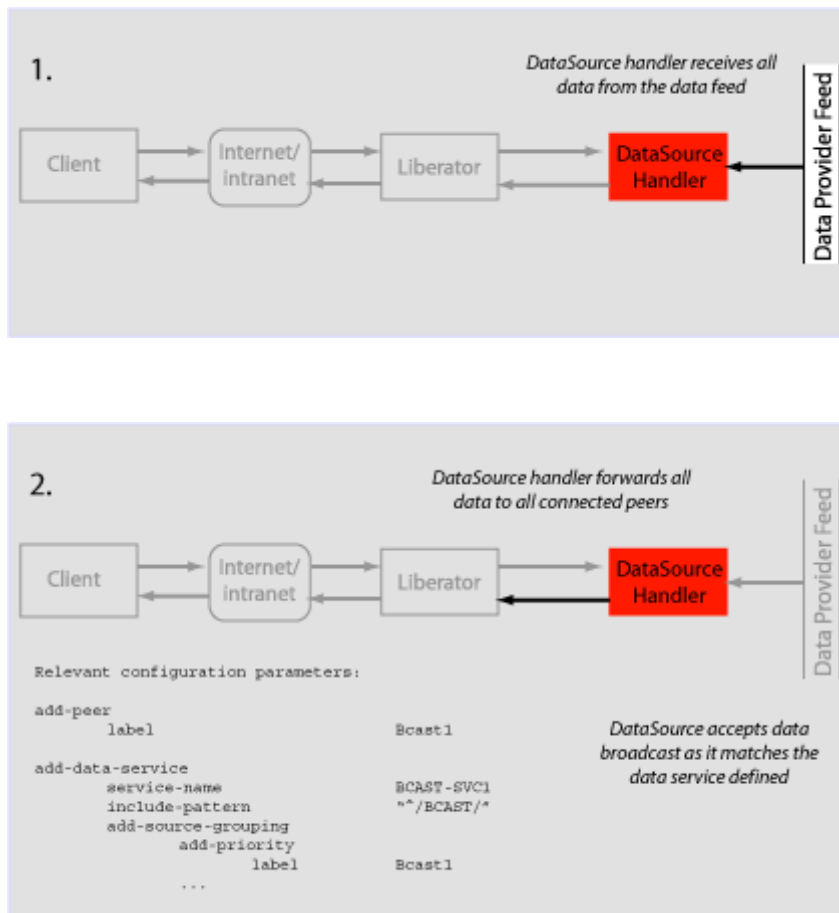 1.
DataSource handler receives all
data from the data feed
Client
Internet/
intranet
Liberator
DataSource
Handler
Data Provider Feed
2.
DataSource handler forwards all
data to all connected peers
Client
Internet/
intranet
Liberator
DataSource
Handler
Data Provider Feed
Relevant configuration parameters:
add-peer
label Bcast1
add-data-service
service-name BCAST-SVC1
include-pattern "^/BCAST/"
add-source-grouping
add-priority
label Bcast1
...
DataSource accepts data
broadcast as it matches the
data service defined